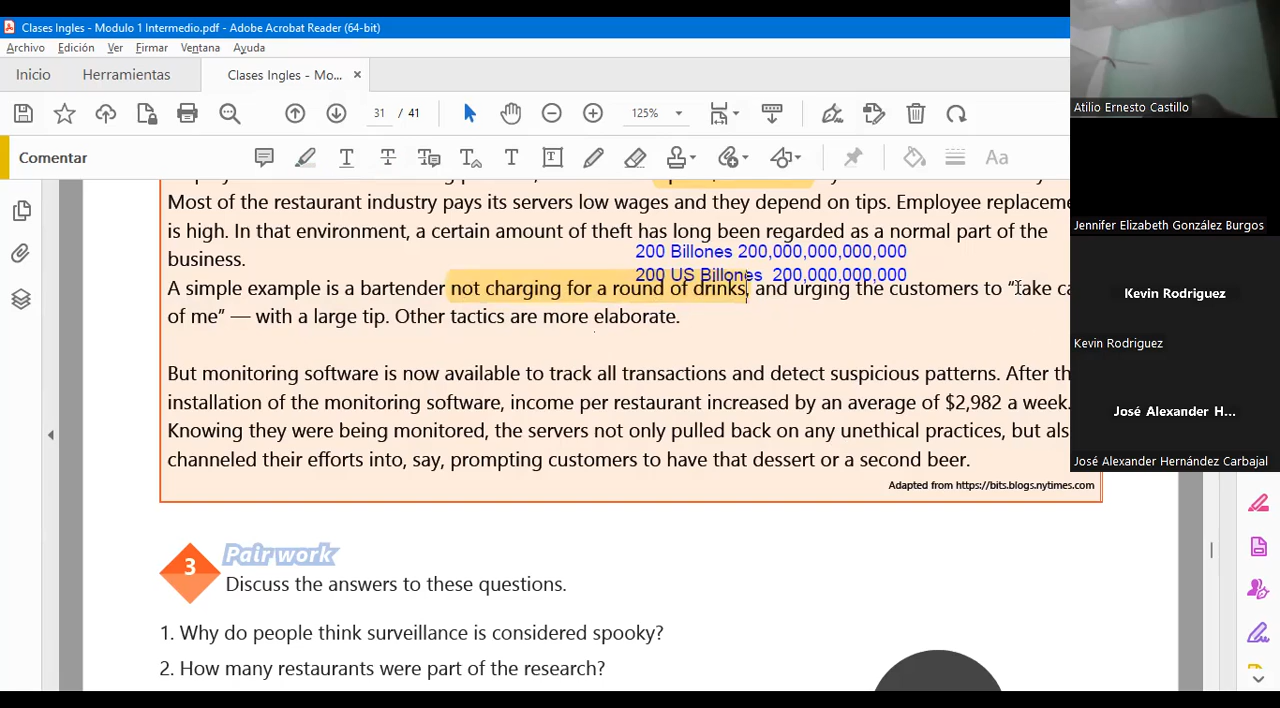 Clases Ingles - Modulo 1 Intermedio.pdf - Adobe Acrobat Reader (64-bit)
Archivo Edición Ver Firmar Ventana Ayuda
Inicio Herramientas Clases Ingles - Mo... ×
31 / 41 125%
Comentar
Most of the restaurant industry pays its servers low wages and they depend on tips. Employee replaceme
is high. In that environment, a certain amount of theft has long been regarded as a normal part of the
200 Billones 200,000,000,000,000
business.
200 US Billones 200,000,000,000
A simple example is a bartender not charging for a round of drinks, and urging the customers to “Take ca
of me” — with a large tip. Other tactics are more elaborate.
But monitoring software is now available to track all transactions and detect suspicious patterns. After th
installation of the monitoring software, income per restaurant increased by an average of $2,982 a week.
Knowing they were being monitored, the servers not only pulled back on any unethical practices, but als
channeled their efforts into, say, prompting customers to have that dessert or a second beer.
Adapted from https://bits.blogs.nytimes.com
3 Pair work
Discuss the answers to these questions.
1. Why do people think surveillance is considered spooky?
2. How many restaurants were part of the research?
Atilio Ernesto Castillo
Jennifer Elizabeth González Burgos
Kevin Rodriguez
Kevin Rodriguez
José Alexander H...
José Alexander Hernández Carbajal